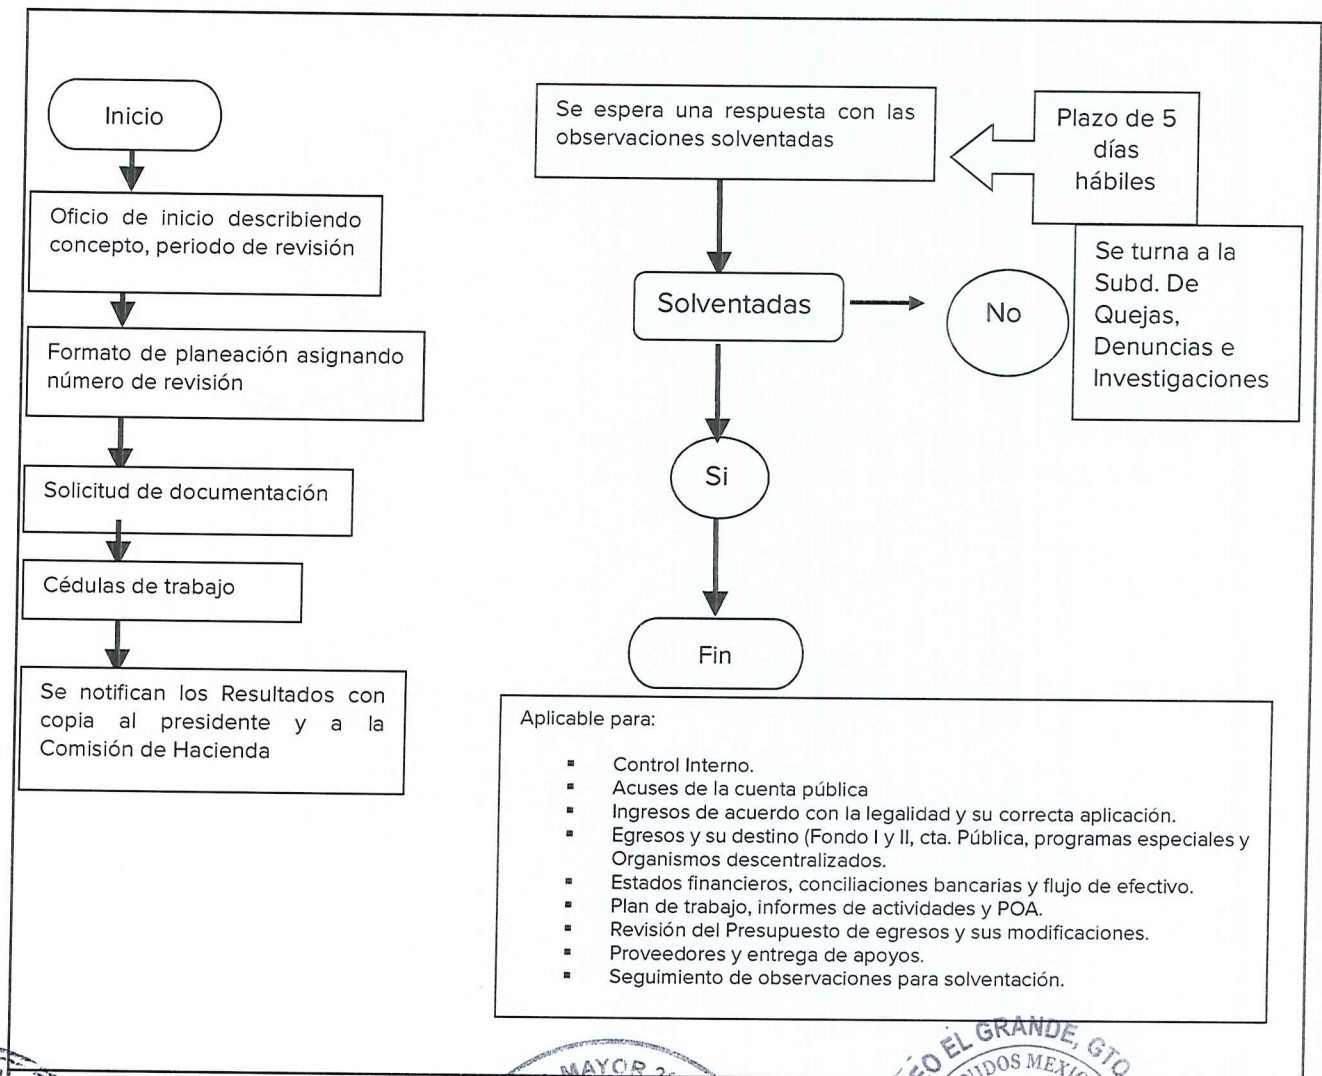 Inicio
Oficio de inicio describiendo
concepto, periodo de revisión
Formato de planeación asignando
número de revisión
Solicitud de documentación
Cédulas de trabajo
Se notifican los Resultados con
copia al presidente y a la
Comisión de Hacienda
Se espera una respuesta con las
observaciones solventadas
Plazo de 5
días
hábiles
Solventadas
No
Se turna a la
Subd. De
Quejas,
Denuncias e
Investigaciones
Si
Fin
Aplicable para:
▪ Control Interno.
▪ Acuses de la cuenta pública
▪ Ingresos de acuerdo con la legalidad y su correcta aplicación.
▪ Egresos y su destino (Fondo I y II, cta. Pública, programas especiales y
Organismos descentralizados.
▪ Estados financieros, conciliaciones bancarias y flujo de efectivo.
▪ Plan de trabajo, informes de actividades y POA.
▪ Revisión del Presupuesto de egresos y sus modificaciones.
▪ Proveedores y entrega de apoyos.
▪ Seguimiento de observaciones para solventación.
MAYOR
EL GRANDE, GTO